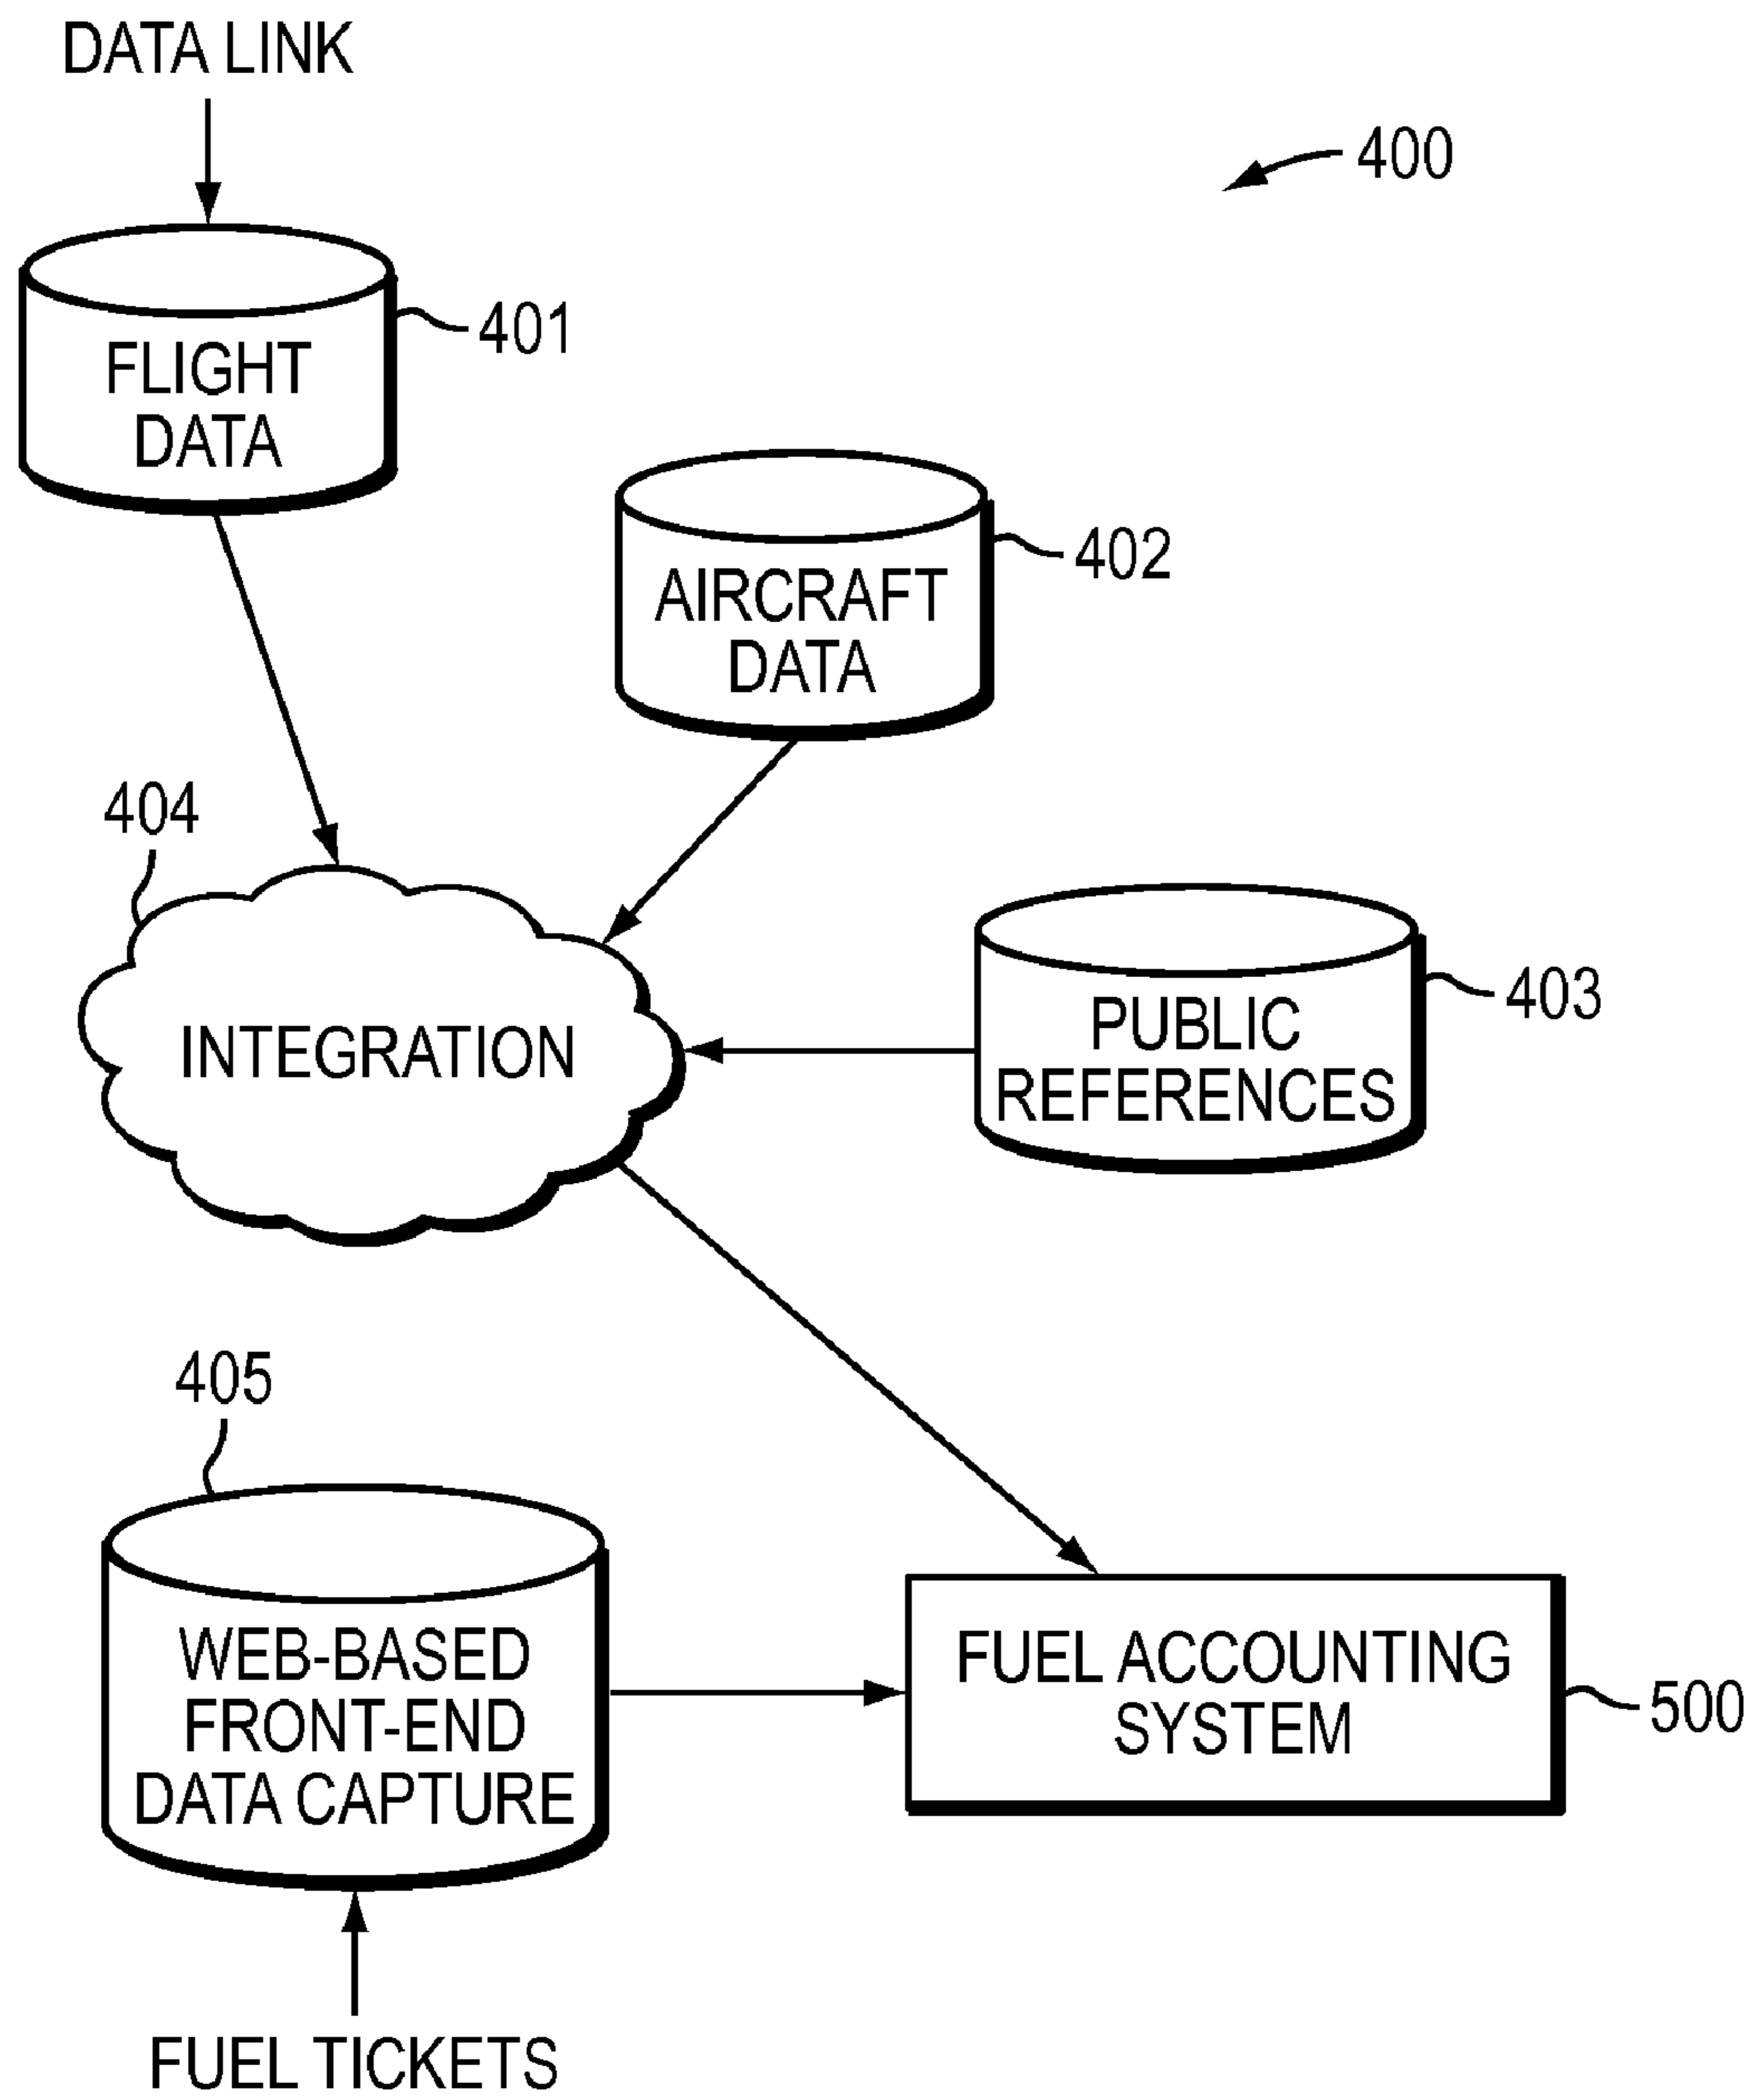 DATA LINK
400
401
FLIGHT
DATA
402
AIRCRAFT
DATA
404
403
PUBLIC
REFERENCES
INTEGRATION
405
WEB-BASED
FRONT-END
DATA CAPTURE
FUEL ACCOUNTING
SYSTEM
500
FUEL TICKETS